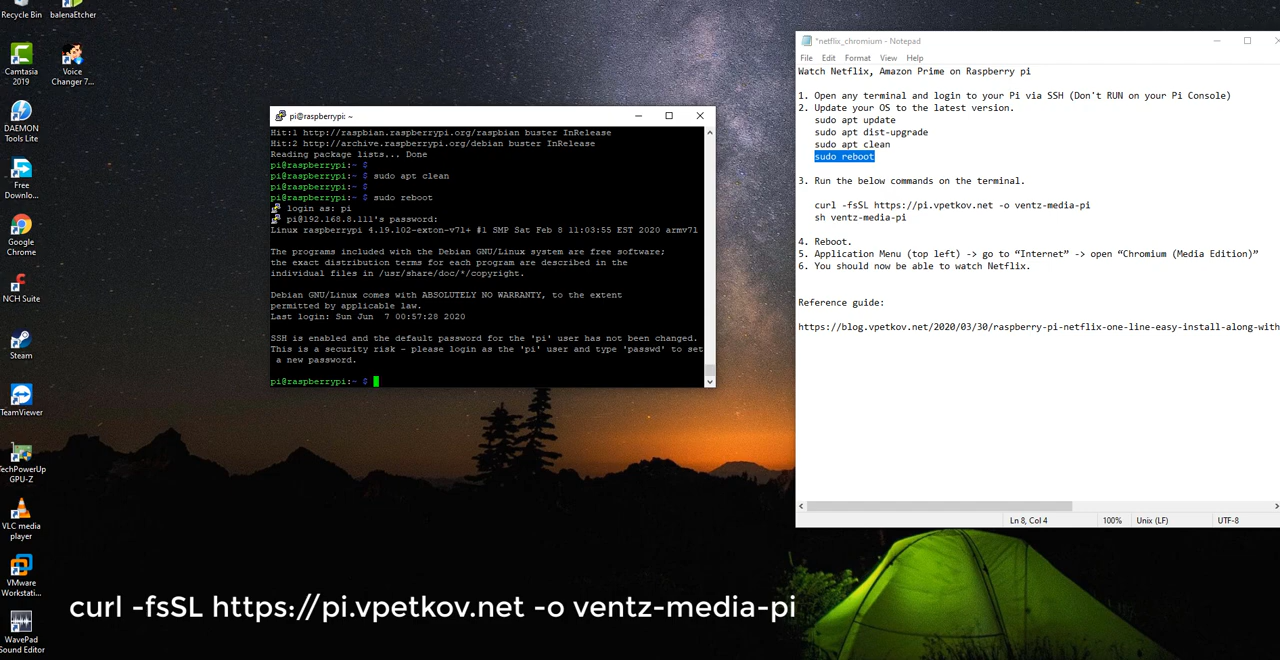 Recycle Bin
balenaEtcher
Camtasia
2019
Voice
Changer 7...
DAEMON
Tools Lite
Free
Downlo...
Google
Chrome
NCH Suite
Steam
TeamViewer
TechPowerUp
GPU-Z
VLC media
player
VMware
Workstati...
WavePad
Sound Editor
pi@raspberrypi: ~
Hit:1 http://raspbian.raspberrypi.org/raspbian buster InRelease
Hit:2 http://archive.raspberrypi.org/debian buster InRelease
Reading package lists... Done
pi@raspberrypi:~ $
pi@raspberrypi:~ $ sudo apt clean
pi@raspberrypi:~ $
pi@raspberrypi:~ $ sudo reboot
login as: pi
pi@192.168.8.111's password:
Linux raspberrypi 4.19.102-exton-v7l+ #1 SMP Sat Feb 8 11:03:55 EST 2020 armv7l
The programs included with the Debian GNU/Linux system are free software;
the exact distribution terms for each program are described in the
individual files in /usr/share/doc/*/copyright.
Debian GNU/Linux comes with ABSOLUTELY NO WARRANTY, to the extent
permitted by applicable law.
Last login: Sun Jun  7 00:57:28 2020
SSH is enabled and the default password for the 'pi' user has not been changed.
This is a security risk - please login as the 'pi' user and type 'passwd' to set
a new password.
pi@raspberrypi:~ $
*netflix_chromium - Notepad
File Edit Format View Help
Watch Netflix, Amazon Prime on Raspberry pi
1. Open any terminal and login to your Pi via SSH (Don't RUN on your Pi Console)
2. Update your OS to the latest version.
sudo apt update
sudo apt dist-upgrade
sudo apt clean
sudo reboot
3. Run the below commands on the terminal.
curl -fsSL https://pi.vpetkov.net -o ventz-media-pi
sh ventz-media-pi
4. Reboot.
5. Application Menu (top left) -> go to “Internet” -> open “Chromium (Media Edition)”
6. You should now be able to watch Netflix.
Reference guide:
https://blog.vpetkov.net/2020/03/30/raspberry-pi-netflix-one-line-easy-install-along-with
Ln 8, Col 4 100% Unix (LF) UTF-8
curl -fsSL https://pi.vpetkov.net -o ventz-media-pi